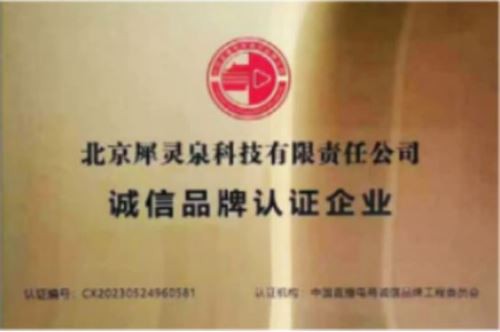 北京犀灵泉科技有限责任公司
诚信品牌认证企业
认证编号：CX20230524960581
认证机构：中国直播电商诚信品牌工程委员会